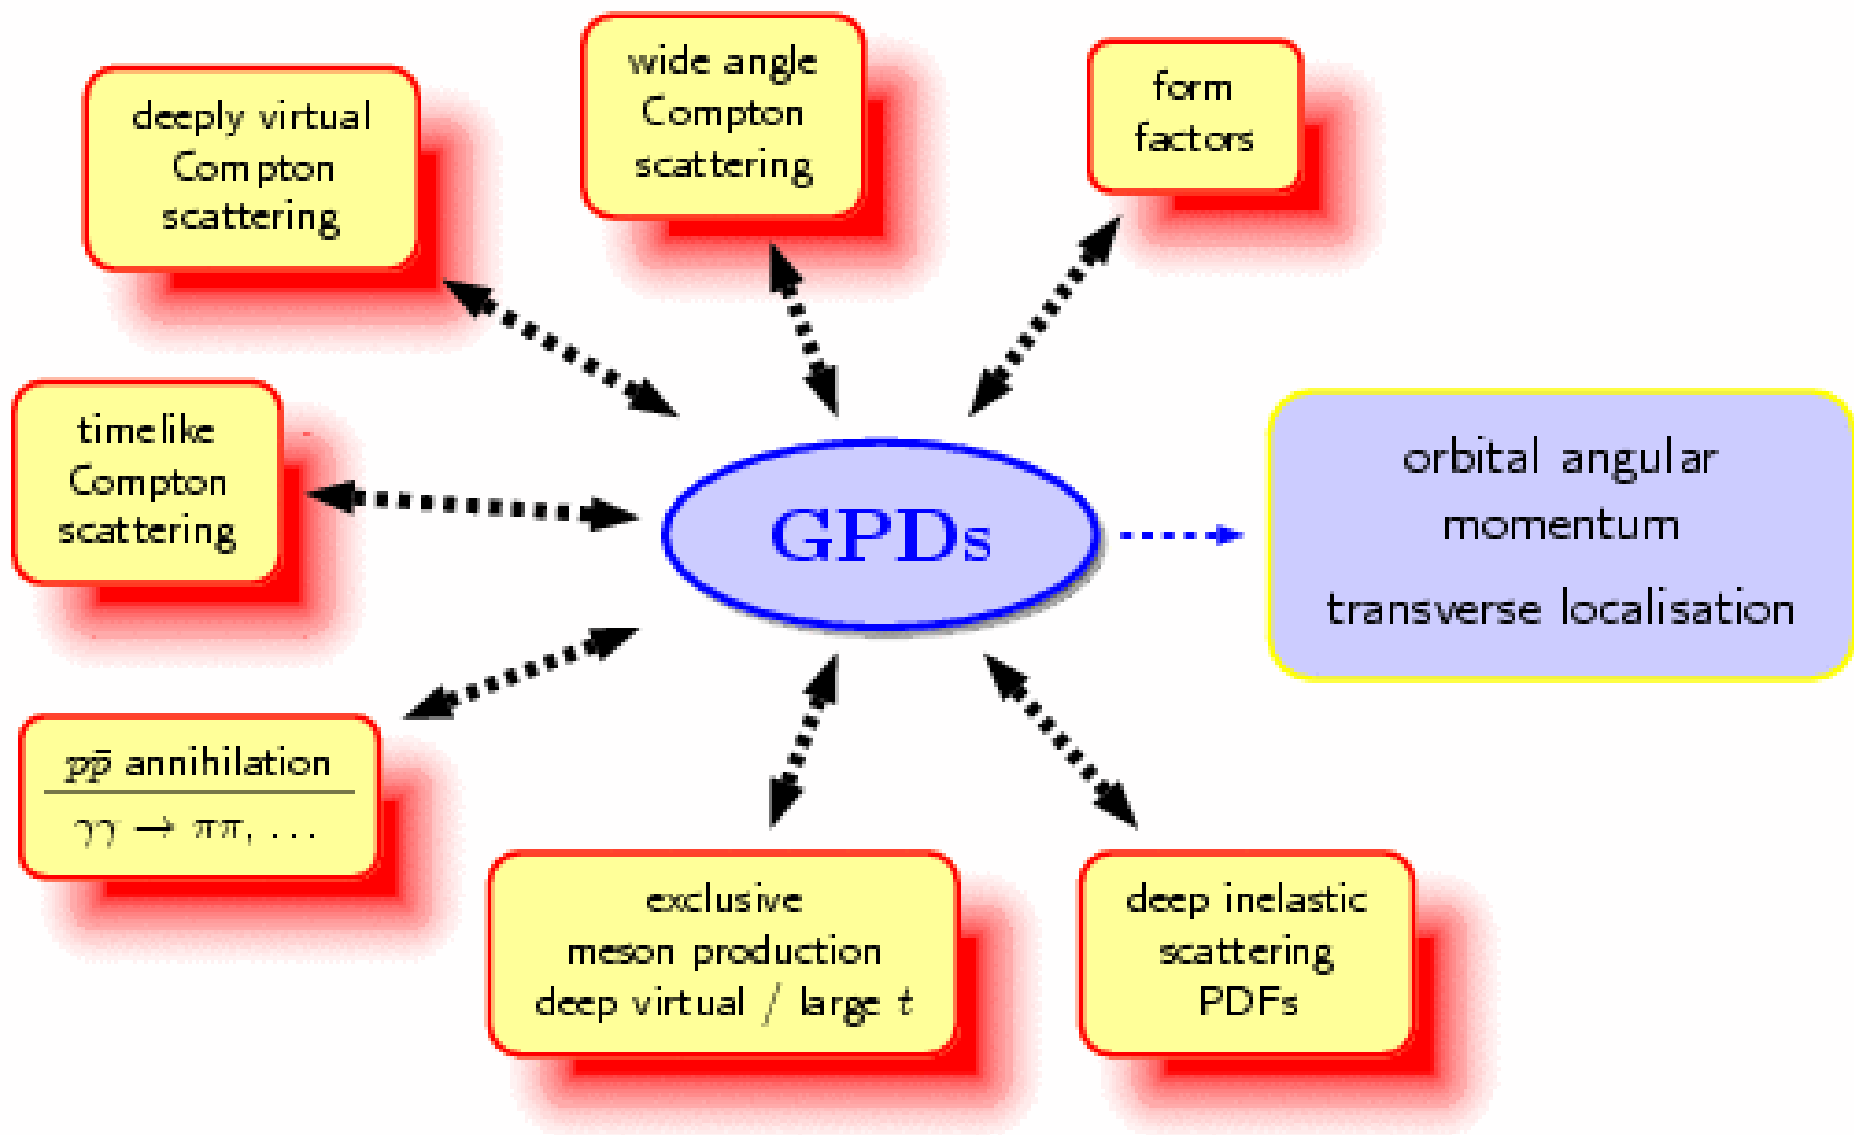 deeply virtual
Compton
scattering
wide angle
Compton
scattering
form
factors
timelike
Compton
scattering
GPDs
orbital angular
momentum
transverse localisation
pp̄ annihilation
γγ → ππ, ...
exclusive
meson production
deep virtual / large t
deep inelastic
scattering
PDFs